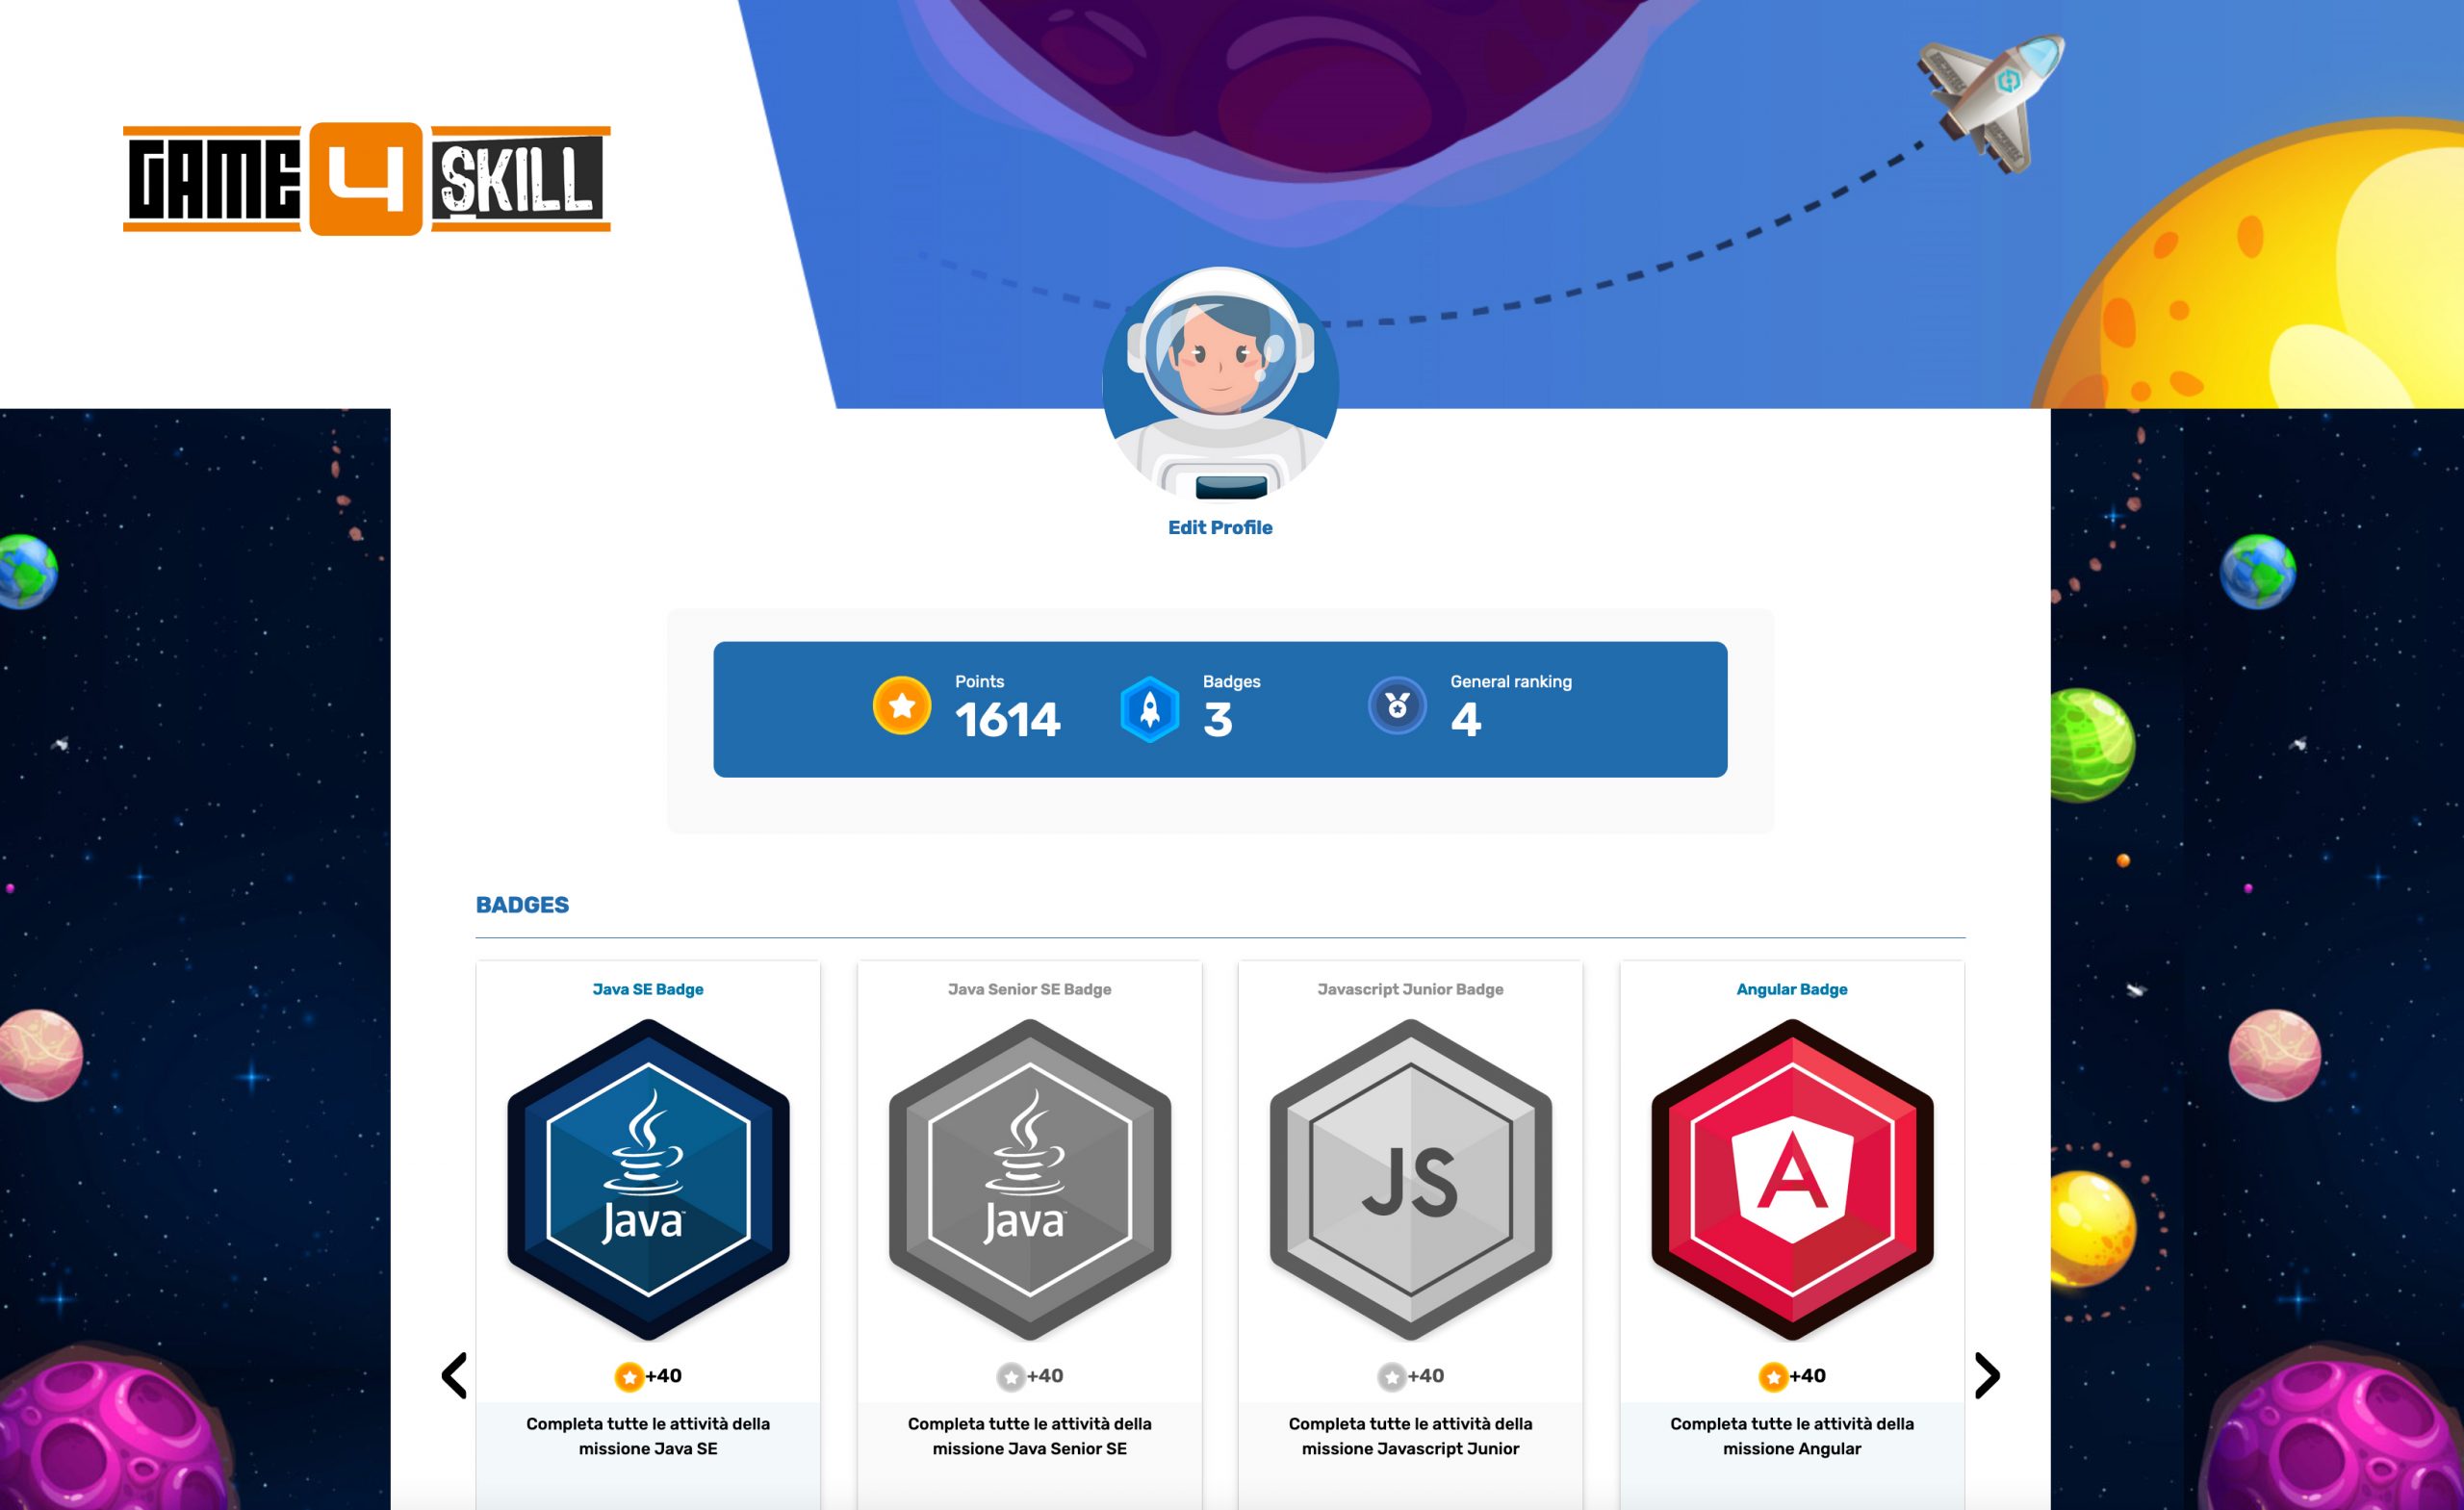 GAME 4 SKILL
Edit Profile
Points
1614
Badges
3
General ranking
4
BADGES
Java SE Badge
Java
+40
Completa tutte le attività della
missione Java SE
Java Senior SE Badge
Java
+40
Completa tutte le attività della
missione Java Senior SE
Javascript Junior Badge
JS
+40
Completa tutte le attività della
missione Javascript Junior
Angular Badge
A
+40
Completa tutte le attività della
missione Angular